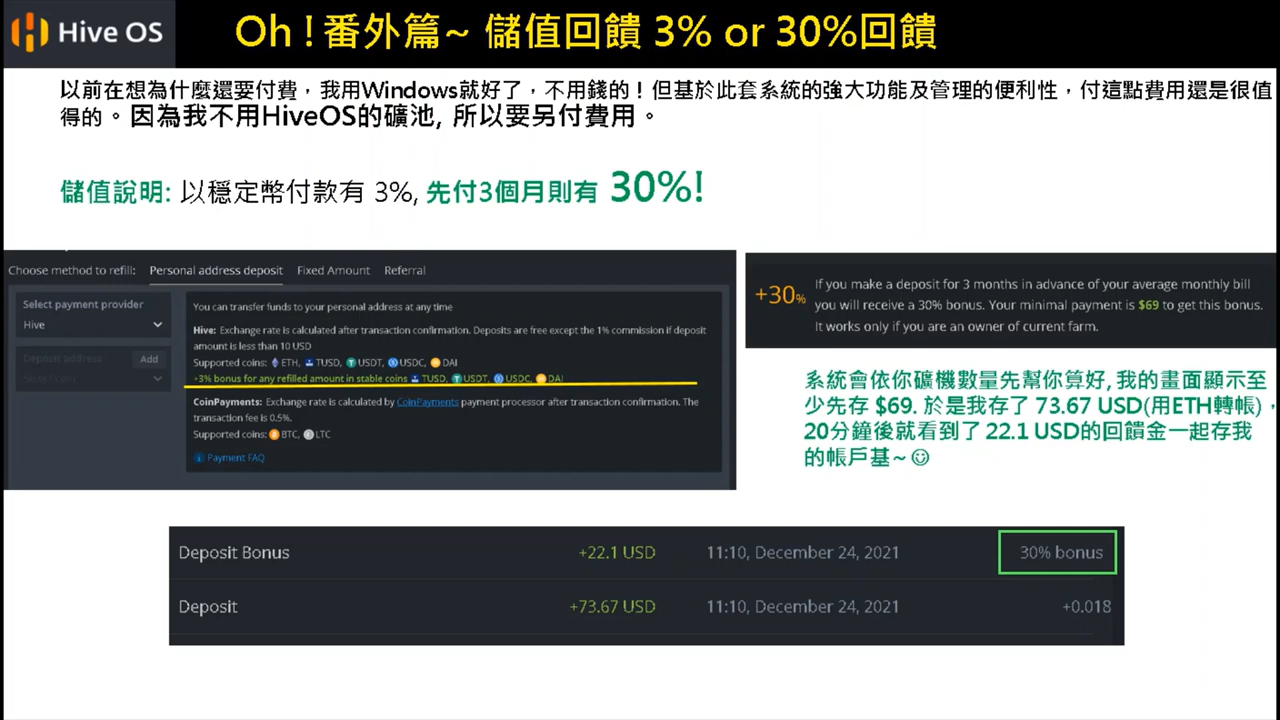 Hive OS
Oh ! 番外篇~ 儲值回饋 3% or 30%回饋
以前在想為什麼還要付費，我用Windows就好了，不用錢的 ! 但基於此套系統的強大功能及管理的便利性，付這點費用還是很值
得的。因為我不用HiveOS的礦池, 所以要另付費用。
儲值說明: 以穩定幣付款有 3%, 先付3個月則有 30%!
Choose method to refill: Personal address deposit Fixed Amount Referral
Select payment provider
Hive
Deposit address Add
Select coin
You can transfer funds to your personal address at any time
Hive: Exchange rate is calculated after transaction confirmation. Deposits are free except the 1% commission if deposit
amount is less than 10 USD
Supported coins: ETH, TUSD, USDT, USDC, DAI
+3% bonus for any refilled amount in stable coins TUSD, USDT, USDC, DAI
CoinPayments: Exchange rate is calculated by CoinPayments payment processor after transaction confirmation. The
transaction fee is 0.5%.
Supported coins: BTC, LTC
Payment FAQ
+30%
If you make a deposit for 3 months in advance of your average monthly bill
you will receive a 30% bonus. Your minimal payment is $69 to get this bonus.
It works only if you are an owner of current farm.
系統會依你礦機數量先幫你算好, 我的畫面顯示至
少先存 $69. 於是我存了 73.67 USD(用ETH轉帳)，
20分鐘後就看到了 22.1 USD的回饋金一起存我
的帳戶基~☺
Deposit Bonus +22.1 USD 11:10, December 24, 2021 30% bonus
Deposit +73.67 USD 11:10, December 24, 2021 +0.018